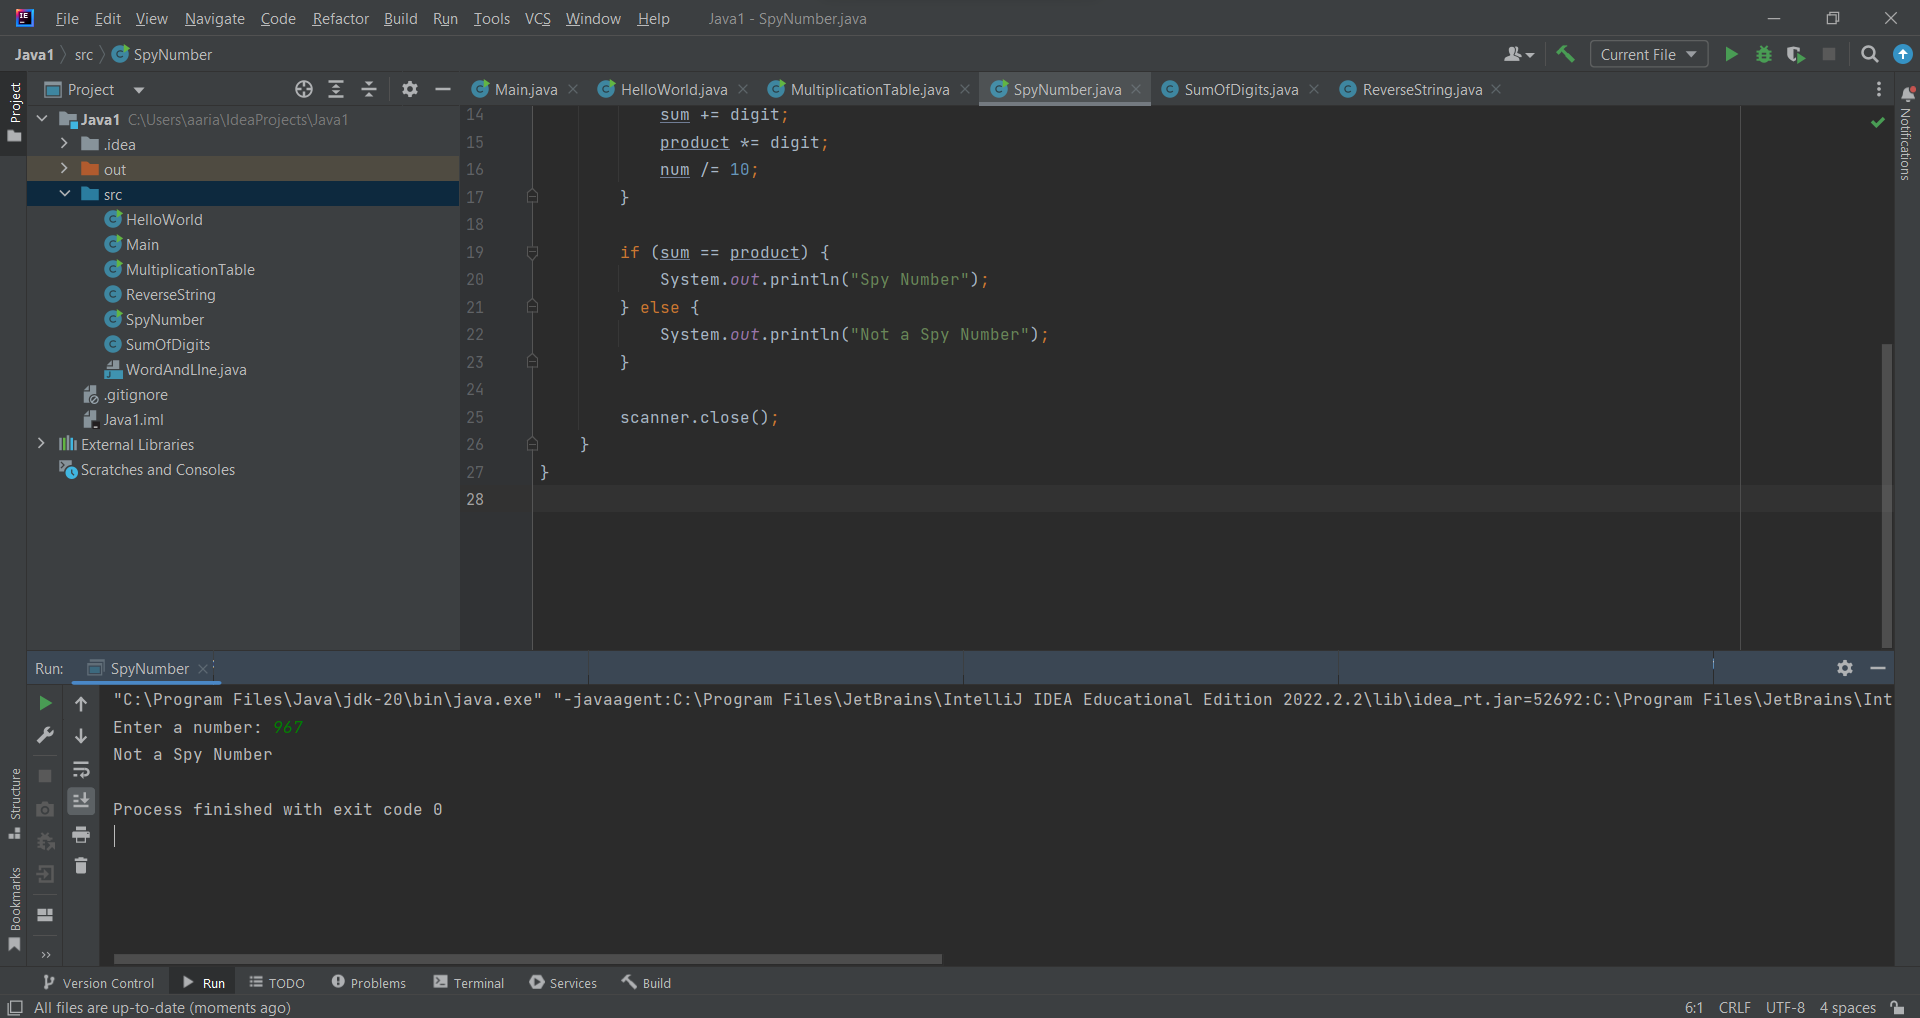 File Edit View Navigate Code Refactor Build Run Tools VCS Window Help Java1 - SpyNumber.java
Java1 src SpyNumber Current File
Project
Project
Main.java HelloWorld.java MultiplicationTable.java SpyNumber.java SumOfDigits.java ReverseString.java
Notifications
Java1 C:\Users\aaria\IdeaProjects\Java1
.idea
out
src
HelloWorld
Main
MultiplicationTable
ReverseString
SpyNumber
SumOfDigits
WordAndLIne.java
.gitignore
Java1.iml
External Libraries
Scratches and Consoles
14 sum += digit;
15 product *= digit;
16 num /= 10;
17 }
18
19 if (sum == product) {
20 System.out.println("Spy Number");
21 } else {
22 System.out.println("Not a Spy Number");
23 }
24
25 scanner.close();
26 }
27 }
28
Run: SpyNumber
"C:\Program Files\Java\jdk-20\bin\java.exe" "-javaagent:C:\Program Files\JetBrains\IntelliJ IDEA Educational Edition 2022.2.2\lib\idea_rt.jar=52692:C:\Program Files\JetBrains\Int
Enter a number: 967
Not a Spy Number
Process finished with exit code 0
Structure
Bookmarks
Version Control Run TODO Problems Terminal Services Build
All files are up-to-date (moments ago) 6:1 CRLF UTF-8 4 spaces